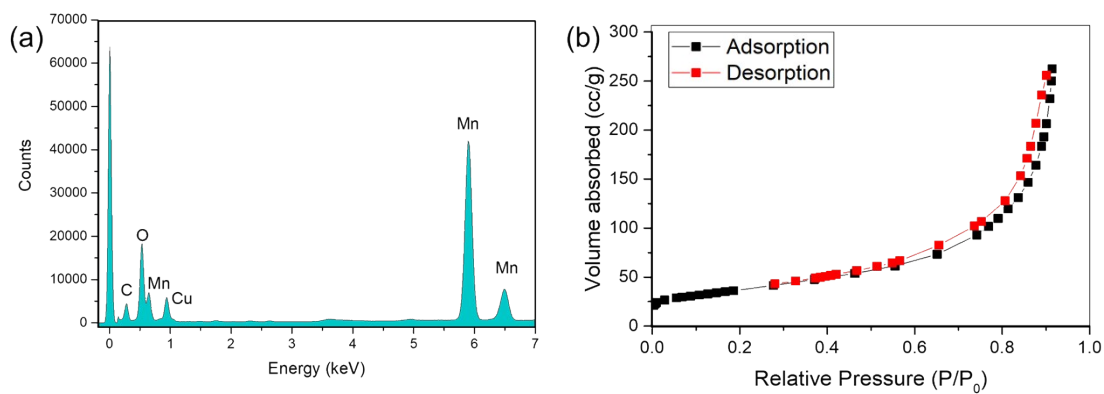 (a)
70000
60000
50000
40000
30000
20000
10000
0
Counts
C
O
Mn
Cu
Mn
Mn
0 1 2 3 4 5 6 7
Energy (keV)
(b)
300
250
200
150
100
50
0
Volume absorbed (cc/g)
Adsorption
Desorption
0.0 0.2 0.4 0.6 0.8 1.0
Relative Pressure (P/P₀)